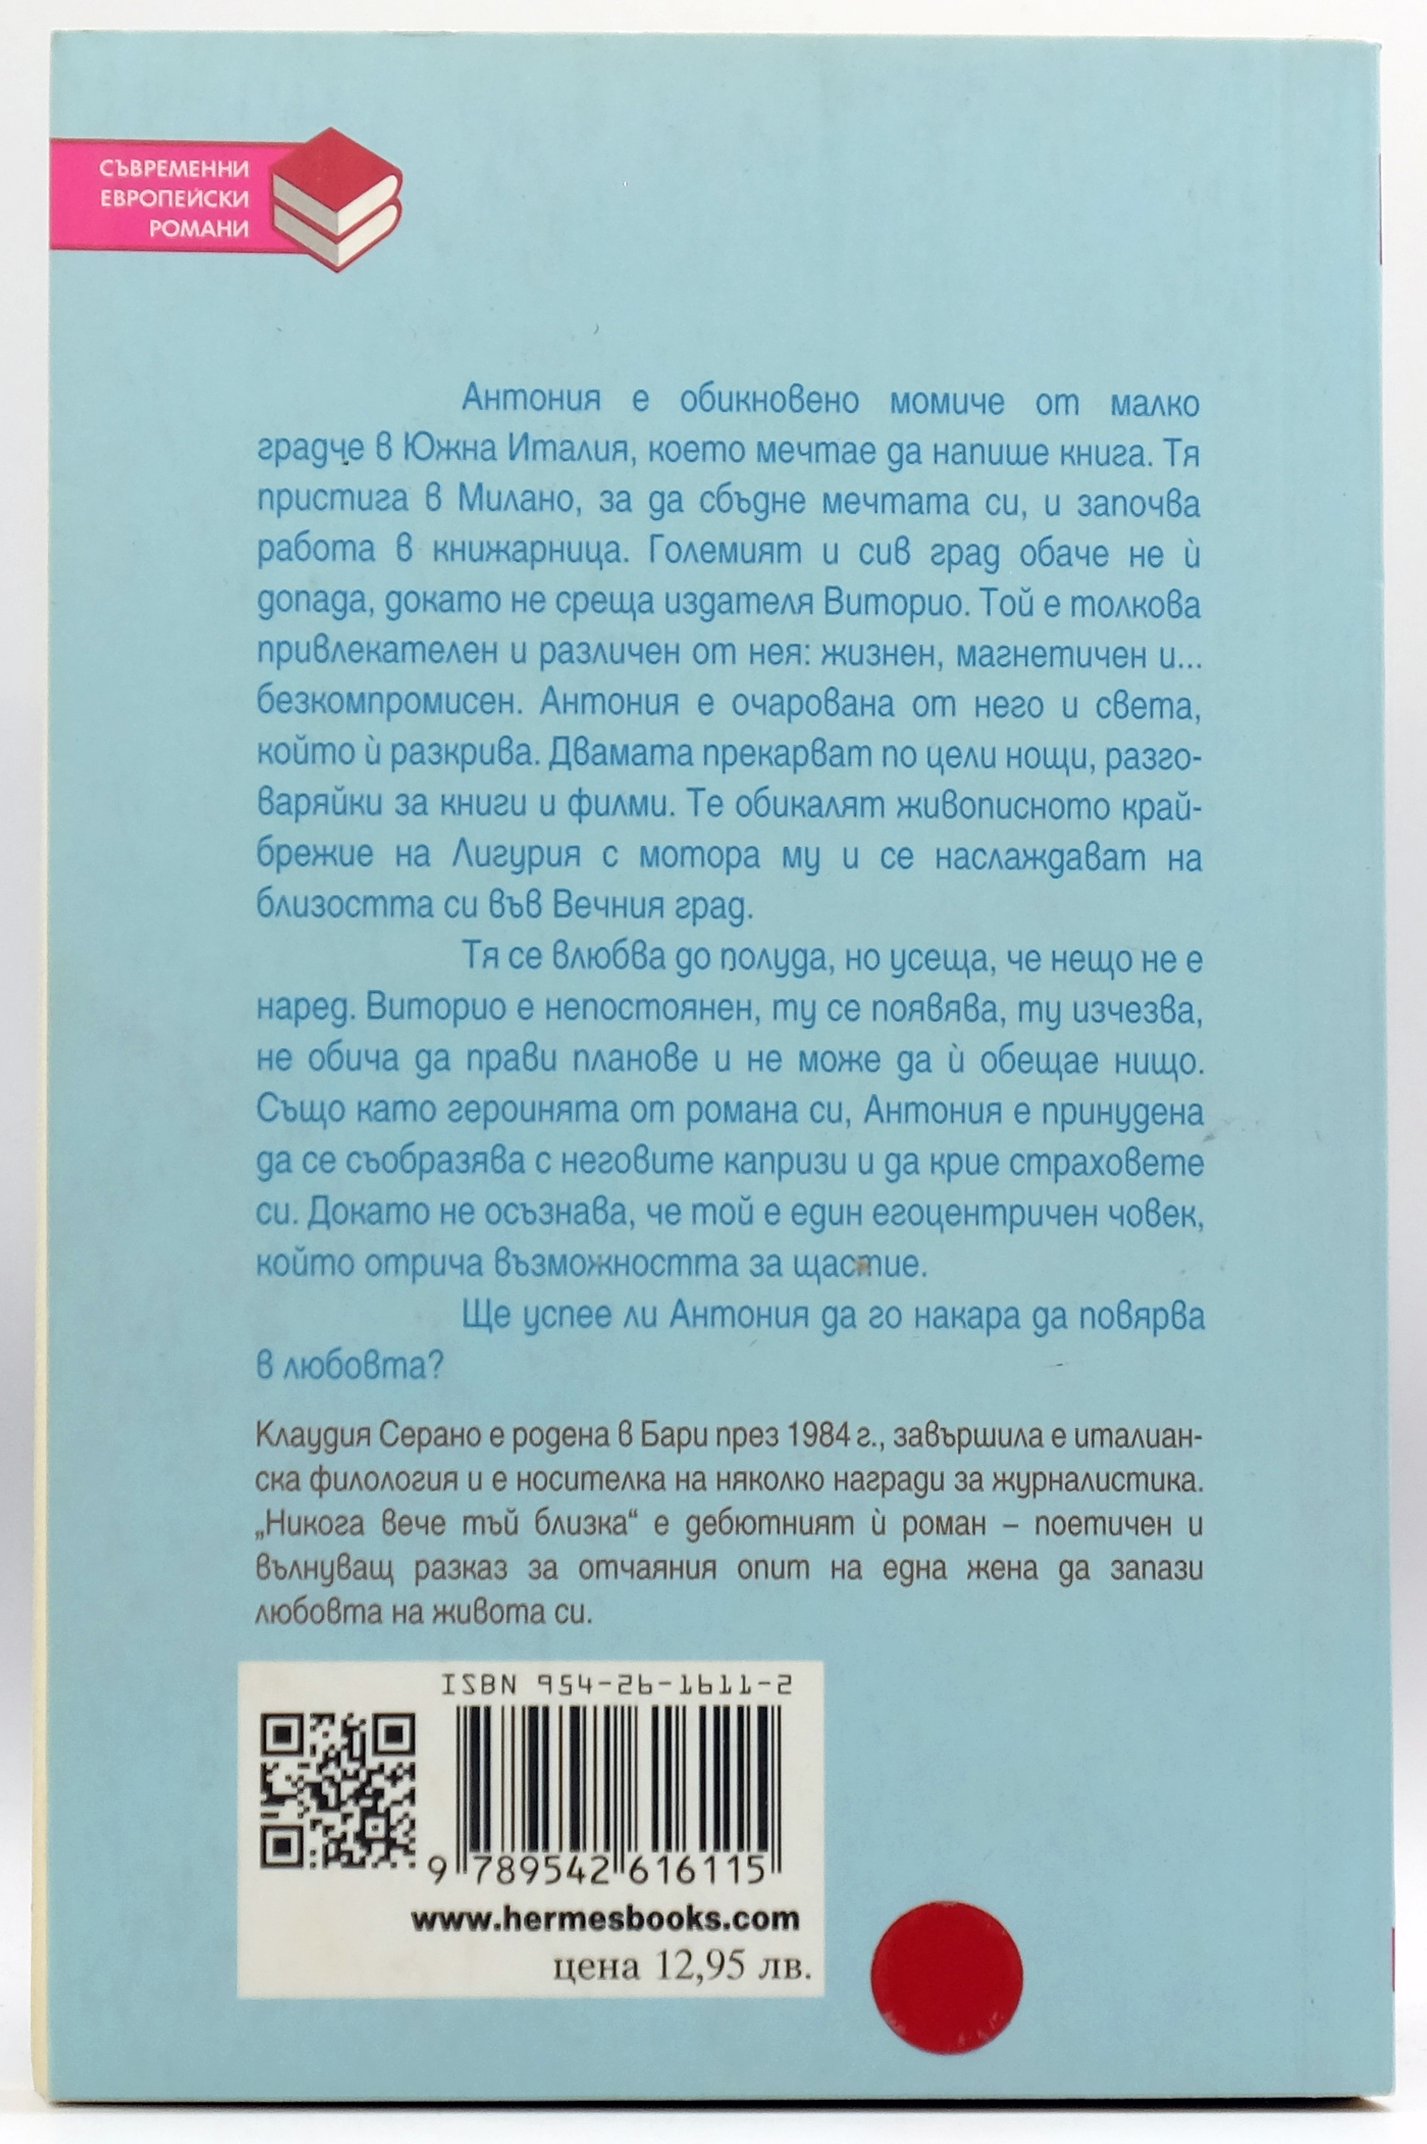 СЪВРЕМЕННИ
ЕВРОПЕЙСКИ
РОМАНИ
Антония е обикновено момиче от малко
градче в Южна Италия, което мечтае да напише книга. Тя
пристига в Милано, за да сбъдне мечтата си, и започва
работа в книжарница. Големият и сив град обаче не ѝ
допада, докато не среща издателя Виторио. Той е толкова
привлекателен и различен от нея: жизнен, магнетичен и...
безкомпромисен. Антония е очарована от него и света,
който ѝ разкрива. Двамата прекарват по цели нощи, разго-
варяйки за книги и филми. Те обикалят живописното край-
брежие на Лигурия с мотора му и се наслаждават на
близостта си във Вечния град.
Тя се влюбва до полуда, но усеща, че нещо не е
наред. Виторио е непостоянен, ту се появява, ту изчезва,
не обича да прави планове и не може да ѝ обещае нищо.
Също като героинята от романа си, Антония е принудена
да се съобразява с неговите капризи и да крие страховете
си. Докато не осъзнава, че той е един егоцентричен човек,
който отрича възможността за щастие.
Ще успее ли Антония да го накара да повярва
в любовта?
Клаудия Серано е родена в Бари през 1984 г., завършила е италиан-
ска филология и е носителка на няколко награди за журналистика.
„Никога вече тъй близка“ е дебютният ѝ роман – поетичен и
вълнуващ разказ за отчаяния опит на една жена да запази
любовта на живота си.
ISBN 954-26-1611-2
9 789542 616115
www.hermesbooks.com
цена 12,95 лв.